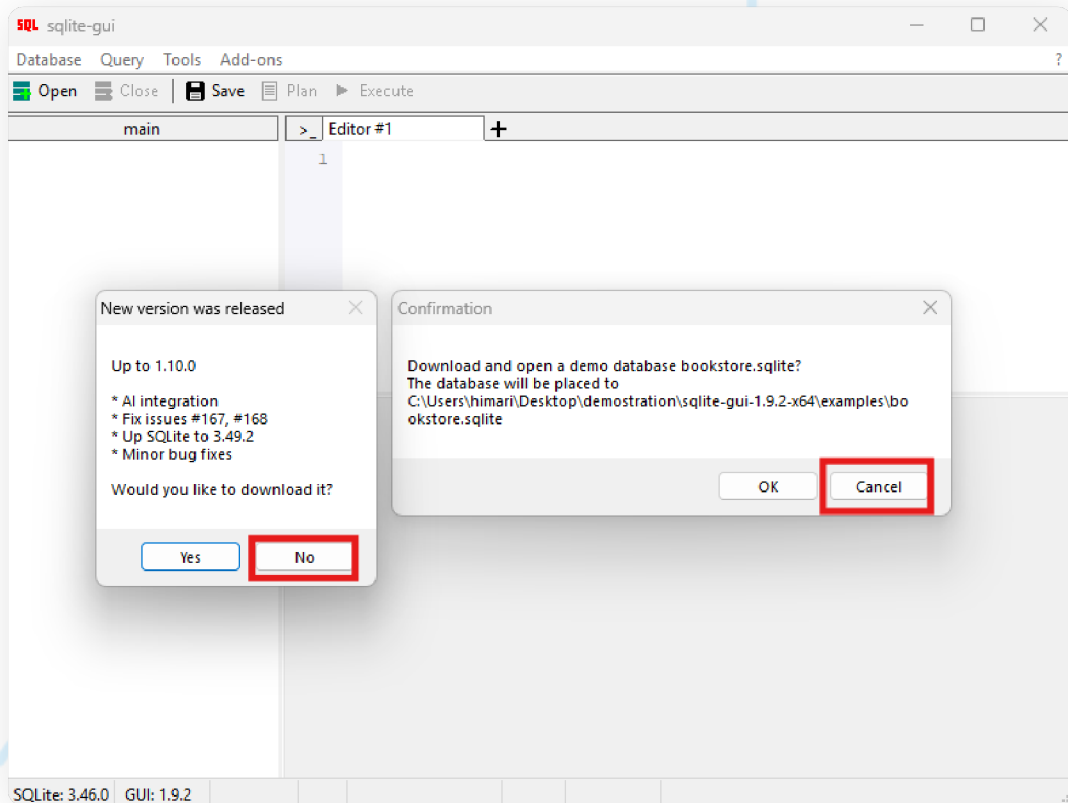 SQL sqlite-gui
Database Query Tools Add-ons ?
Open Close Save Plan Execute
main >_ Editor #1 +
1
New version was released
Up to 1.10.0
* AI integration
* Fix issues #167, #168
* Up SQLite to 3.49.2
* Minor bug fixes
Would you like to download it?
Yes No
Confirmation
Download and open a demo database bookstore.sqlite?
The database will be placed to
C:\Users\himari\Desktop\demostration\sqlite-gui-1.9.2-x64\examples\bo
okstore.sqlite
OK Cancel
SQLite: 3.46.0 GUI: 1.9.2